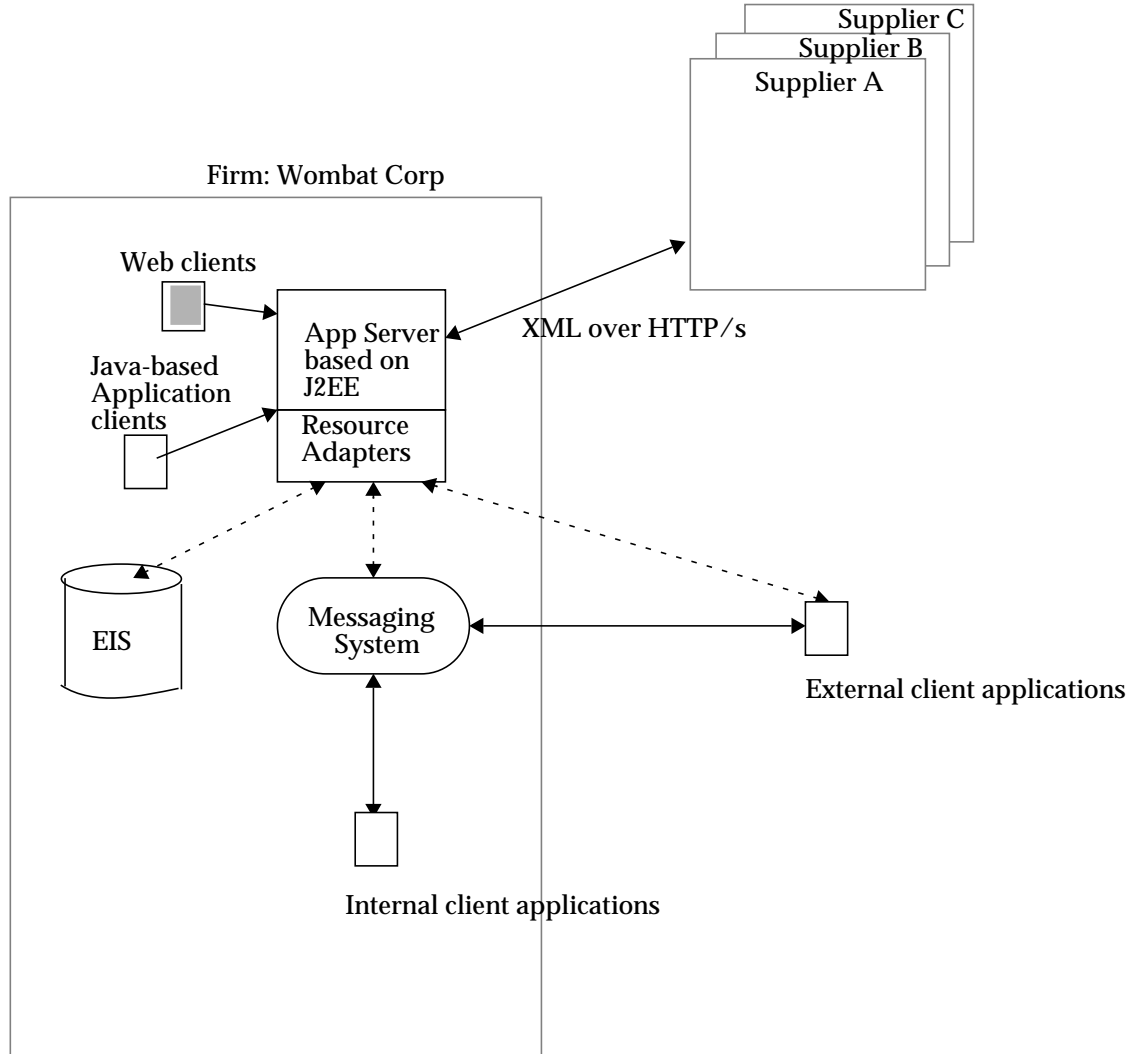 Supplier C
Supplier B
Supplier A
Firm: Wombat Corp
Web clients
App Server
based on
J2EE
XML over HTTP/s
Java-based
Application
clients
Resource
Adapters
EIS
Messaging
System
External client applications
Internal client applications